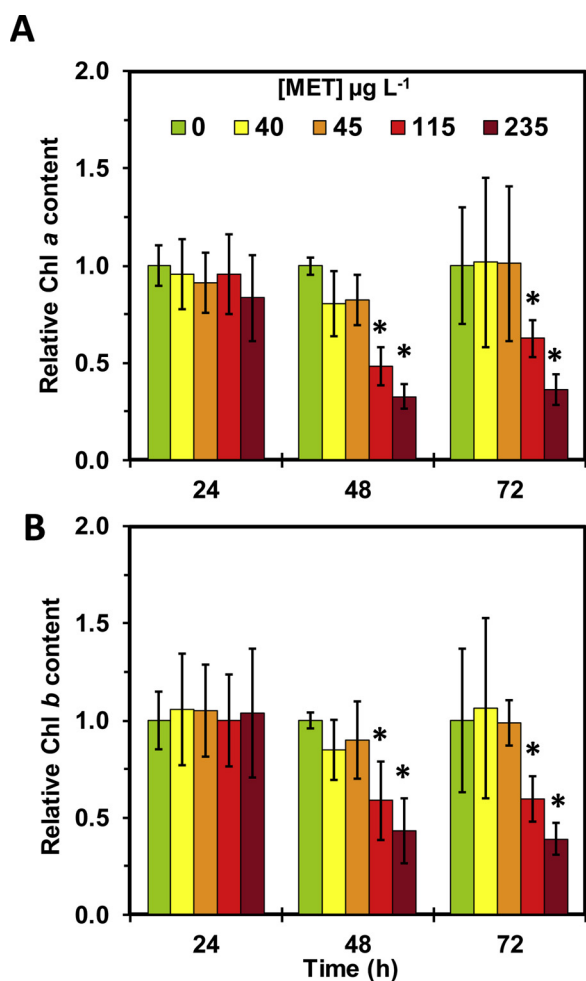 A
[MET] µg L-1
0 40 45 115 235
Relative Chl a content
2.0
1.5
1.0
0.5
0.0
* * * *
24 48 72
B
Relative Chl b content
2.0
1.5
1.0
0.5
0.0
* * * *
24 48 72
Time (h)